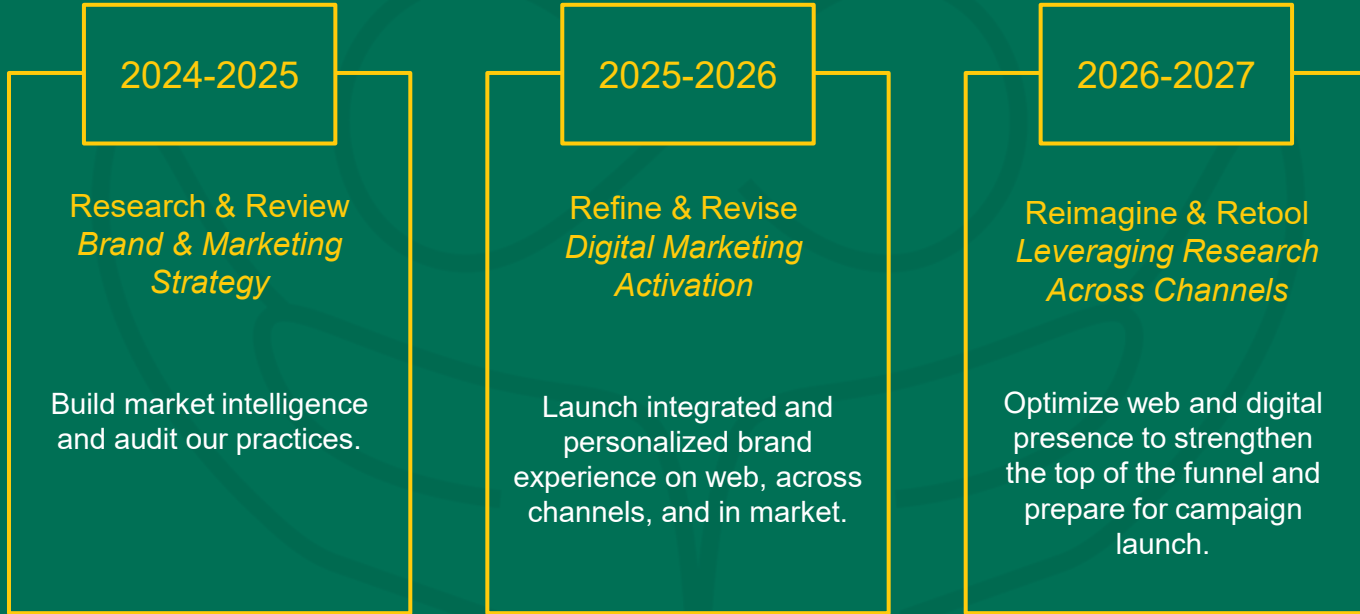 2024-2025
Research & Review
Brand & Marketing
Strategy
Build market intelligence
and audit our practices.
2025-2026
Refine & Revise
Digital Marketing
Activation
Launch integrated and
personalized brand
experience on web, across
channels, and in market.
2026-2027
Reimagine & Retool
Leveraging Research
Across Channels
Optimize web and digital
presence to strengthen
the top of the funnel and
prepare for campaign
launch.